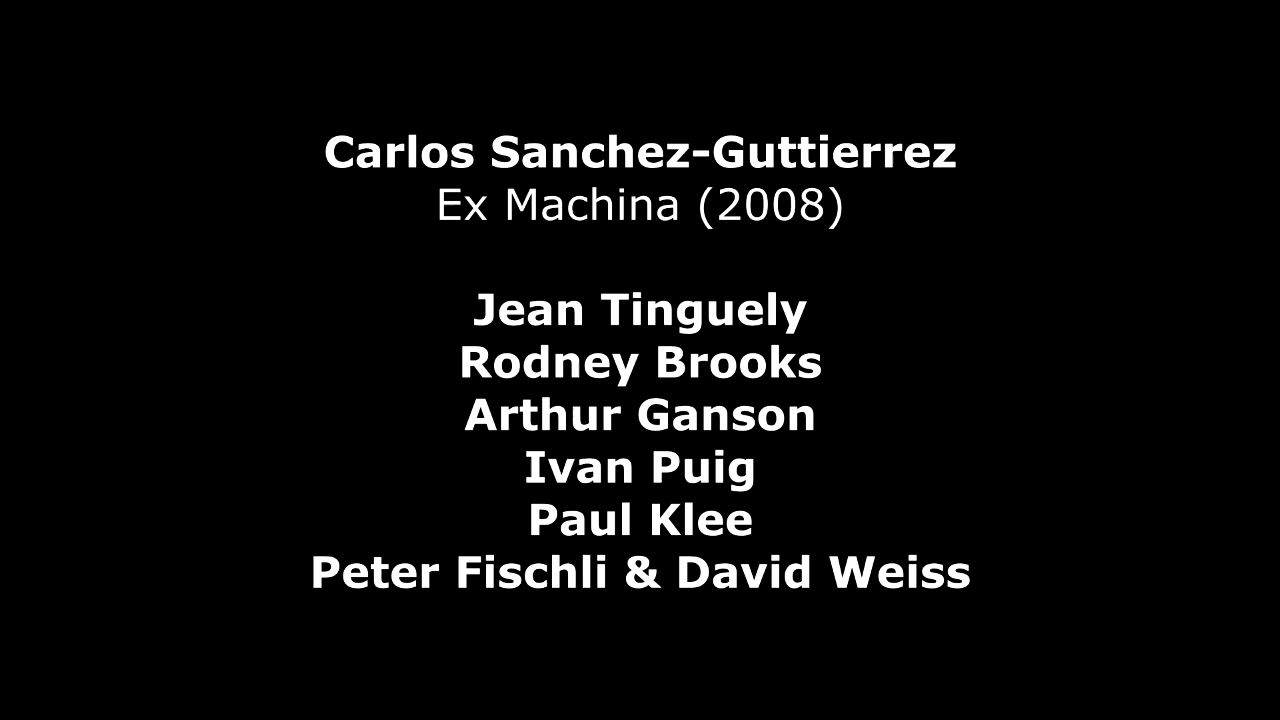 Carlos Sanchez-Guttierrez
Ex Machina (2008)
Jean Tinguely
Rodney Brooks
Arthur Ganson
Ivan Puig
Paul Klee
Peter Fischli & David Weiss